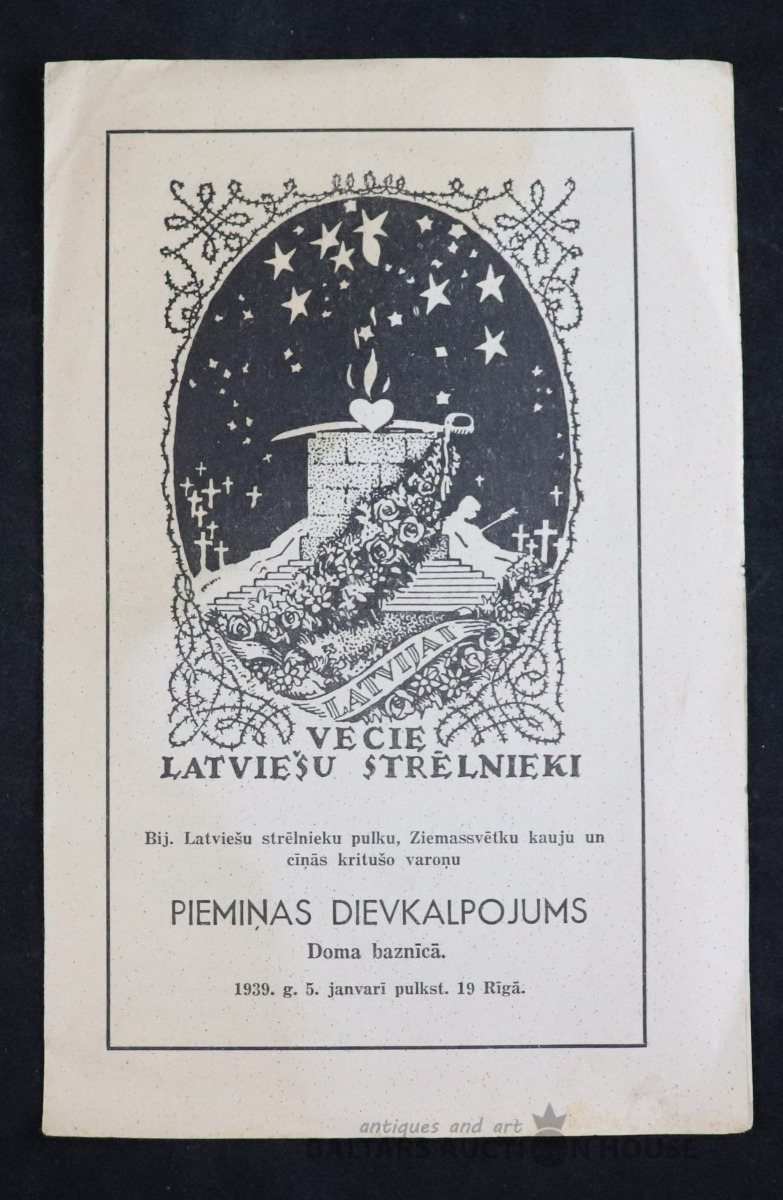 LATVIJAI
VECIE
LATVIEŠU STRĒLNIEKI
Bij. Latviešu strēlnieku pulku, Ziemassvētku kauju un
cīņās kritušo varoņu
PIEMIŅAS DIEVKALPOJUMS
Doma baznīcā.
1939. g. 5. janvarī pulkst. 19 Rīgā.
antiques and art
BALTARS AUCTION HOUSE